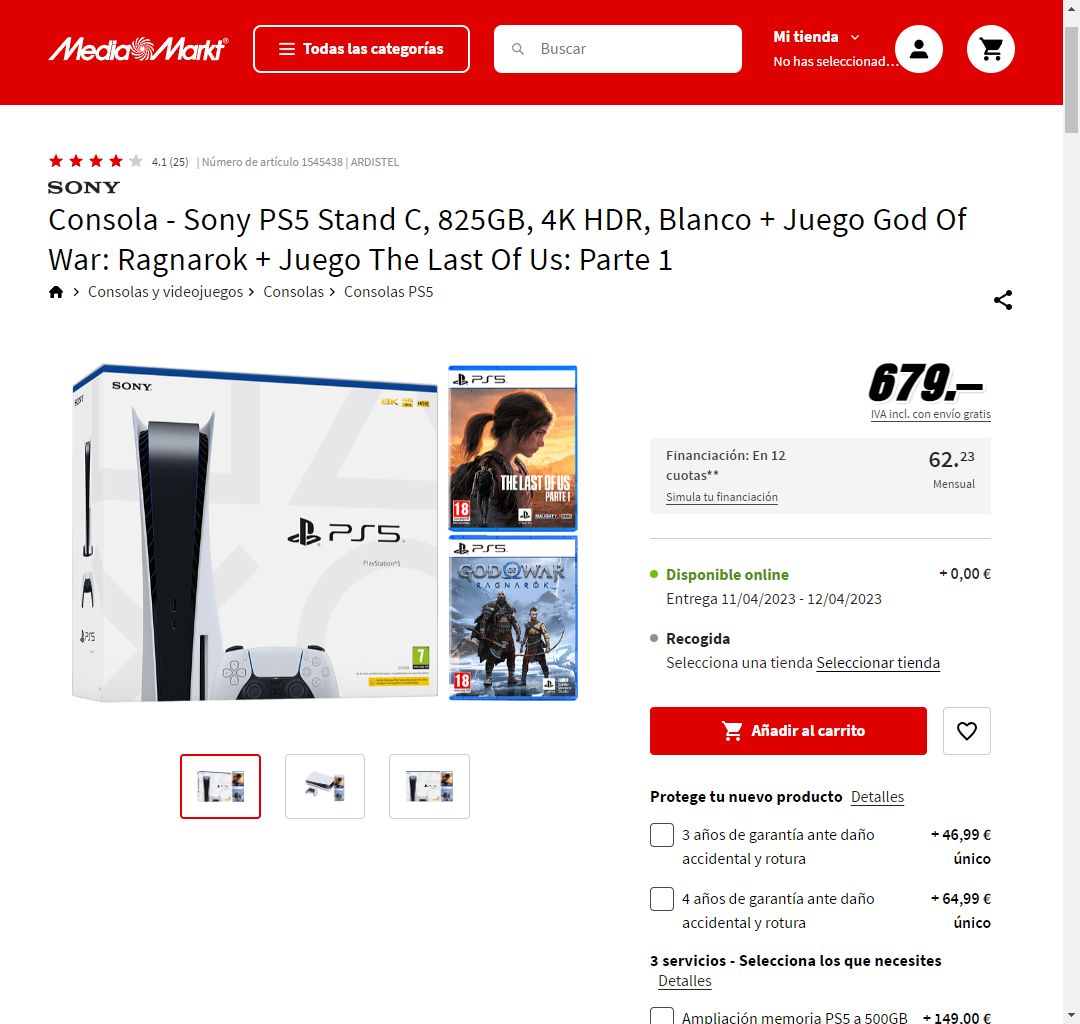 MediaMarkt
Todas las categorías
Buscar
Mi tienda
No has seleccionad...
4.1 (25) | Número de artículo 1545438 | ARDISTEL
SONY
Consola - Sony PS5 Stand C, 825GB, 4K HDR, Blanco + Juego God Of
War: Ragnarok + Juego The Last Of Us: Parte 1
Consolas y videojuegos > Consolas > Consolas PS5
SONY
SONY.
8K 4K HDR
PS5.
PlayStation®5
PS5
7
PS5.
THE LAST OF US
PARTE I
18
PS5.
GOD OF WAR
RAGNARÖK
18
679.–
IVA incl. con envío gratis
Financiación: En 12
cuotas**
62.23
Mensual
Simula tu financiación
Disponible online
+ 0,00 €
Entrega 11/04/2023 - 12/04/2023
Recogida
Selecciona una tienda Seleccionar tienda
Añadir al carrito
Protege tu nuevo producto Detalles
3 años de garantía ante daño
accidental y rotura
+ 46,99 €
único
4 años de garantía ante daño
accidental y rotura
+ 64,99 €
único
3 servicios - Selecciona los que necesites
Detalles
Ampliación memoria PS5 a 500GB
+ 149,00 €